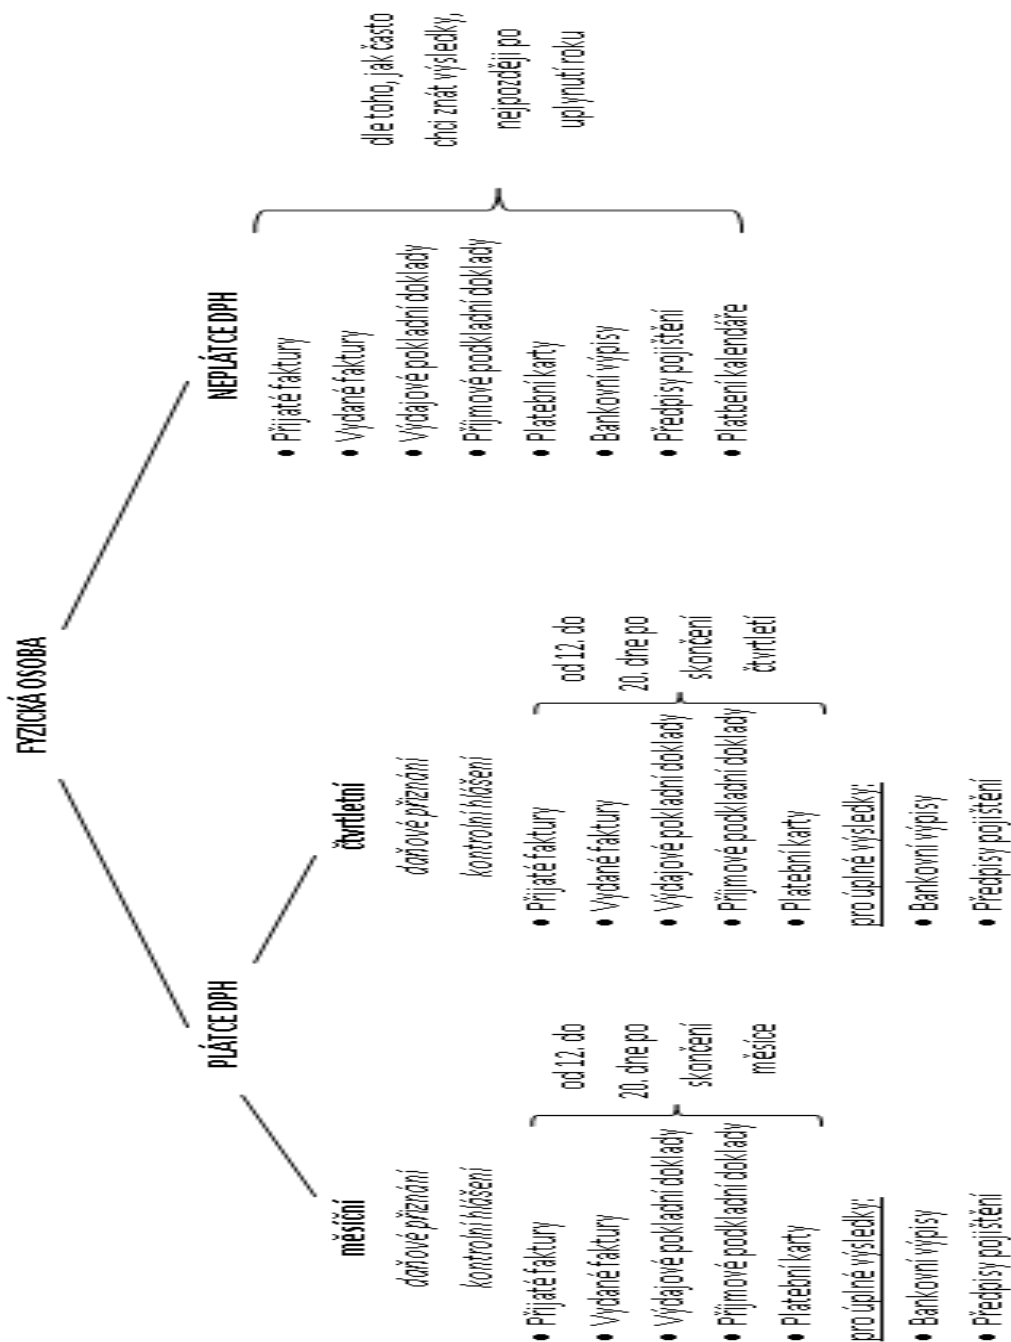 FYZICKÁ OSOBA
PLÁTCE DPH
NEPLÁTCE DPH
měsíční
daňové přiznání
kontrolní hlášení
• Přijaté faktury
• Vydané faktury
• Výdajové pokladní doklady
• Příjmové podkladní doklady
• Platební karty
pro úplné výsledky:
• Bankovní výpisy
• Předpisy pojištění
od 12. do
20. dne po
skončení
měsíce
čtvrtletní
daňové přiznání
kontrolní hlášení
• Přijaté faktury
• Vydané faktury
• Výdajové pokladní doklady
• Příjmové podkladní doklady
• Platební karty
pro úplné výsledky:
• Bankovní výpisy
• Předpisy pojištění
od 12. do
20. dne po
skončení
čtvrtletí
• Přijaté faktury
• Vydané faktury
• Výdajové pokladní doklady
• Příjmové podkladní doklady
• Platební karty
• Bankovní výpisy
• Předpisy pojištění
• Platbení kalendáře
dle toho, jak často
chci znát výsledky,
nejpozději po
uplynutí roku